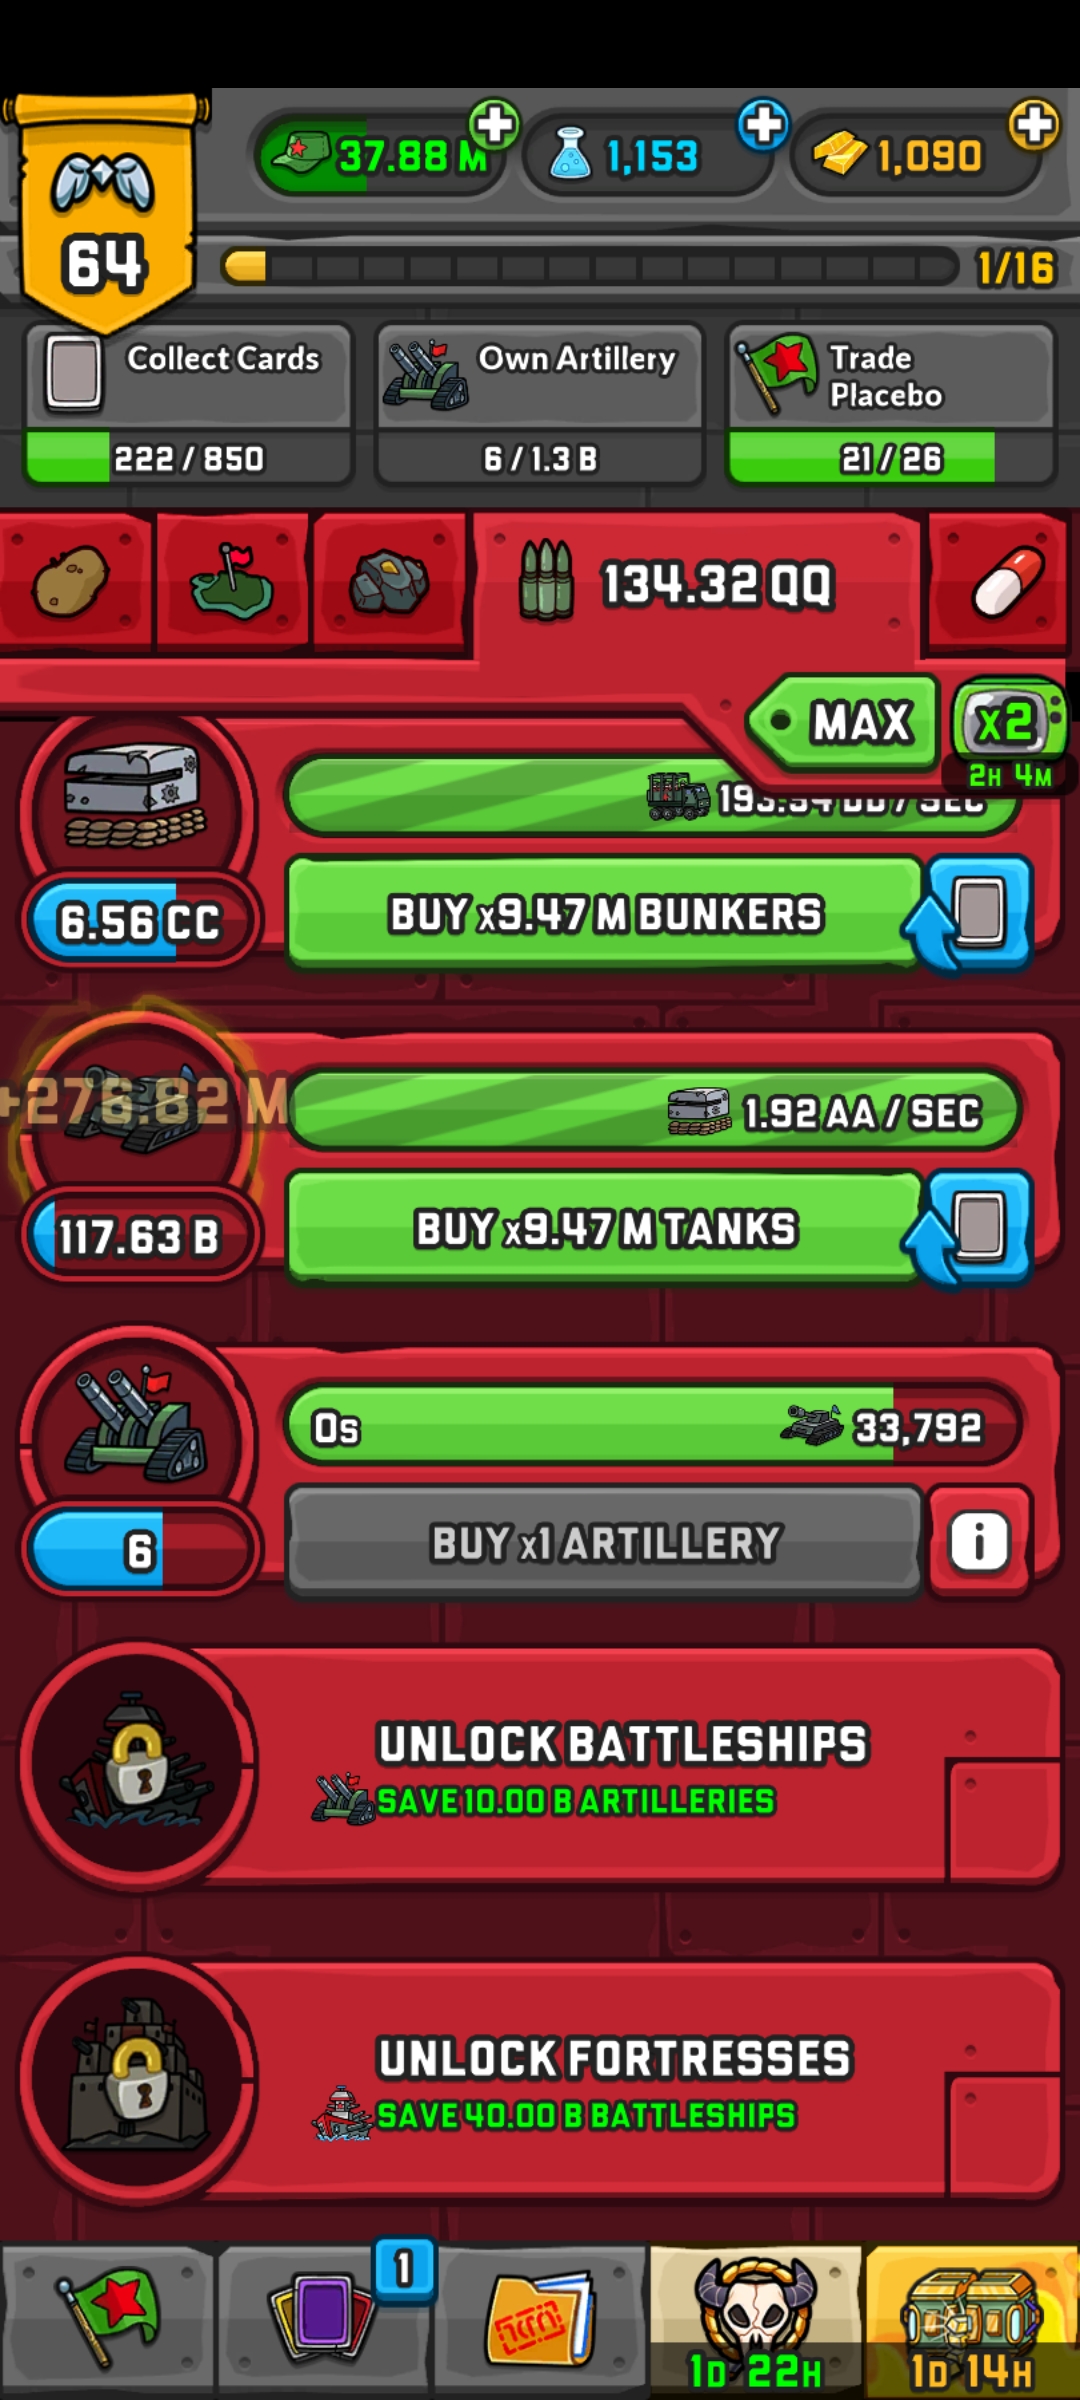 37.88 M
1,153
1,090
64
1/16
Collect Cards
222 / 850
Own Artillery
6 / 1.3 B
Trade
Placebo
21 / 26
134.32 QQ
MAX
x2
2H 4M
6.56 CC
BUY x9.47 M BUNKERS
+276.82 M
1.92 AA / SEC
117.63 B
BUY x9.47 M TANKS
0s
33,792
6
BUY x1 ARTILLERY
i
UNLOCK BATTLESHIPS
SAVE 10.00 B ARTILLERIES
UNLOCK FORTRESSES
SAVE 40.00 B BATTLESHIPS
1
1D 22H
1D 14H